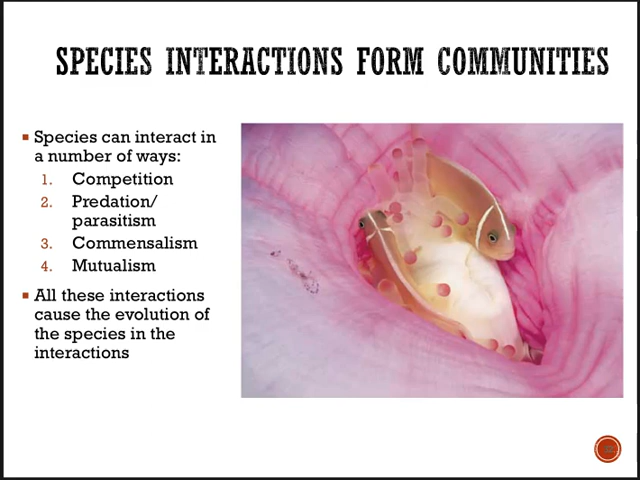 SPECIES INTERACTIONS FORM COMMUNITIES
Species can interact in
a number of ways:
1. Competition
2. Predation/
parasitism
3. Commensalism
4. Mutualism
All these interactions
cause the evolution of
the species in the
interactions